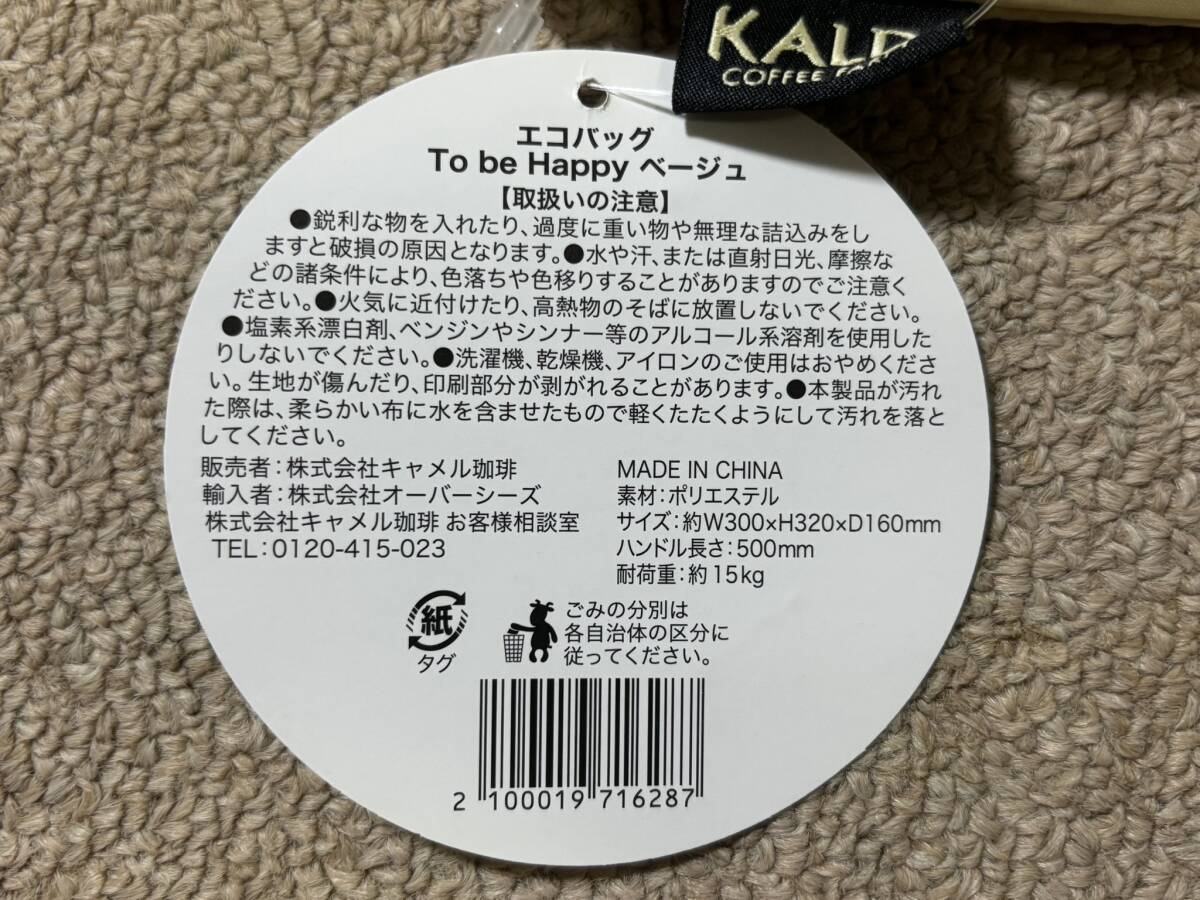 KALD
COFFEE
エコバッグ
To be Happy ベージュ
【取扱いの注意】
●鋭利な物を入れたり、過度に重い物や無理な詰込みをし
ますと破損の原因となります。●水や汗、または直射日光、摩擦な
どの諸条件により、色落ちや色移りすることがありますのでご注意く
ださい。●火気に近付けたり、高熱物のそばに放置しないでください。
●塩素系漂白剤、ベンジンやシンナー等のアルコール系溶剤を使用した
りしないでください。●洗濯機、乾燥機、アイロンのご使用はおやめくださ
い。生地が傷んだり、印刷部分が剥がれることがあります。●本製品が汚れ
た際は、柔らかい布に水を含ませたもので軽くたたくようにして汚れを落と
してください。
販売者：株式会社キャメル珈琲
輸入者：株式会社オーバーシーズ
株式会社キャメル珈琲 お客様相談室
TEL：0120-415-023
MADE IN CHINA
素材：ポリエステル
サイズ：約W300×H320×D160mm
ハンドル長さ：500mm
耐荷重：約15kg
紙
タグ
ごみの分別は
各自治体の区分に
従ってください。
2 100019 716287